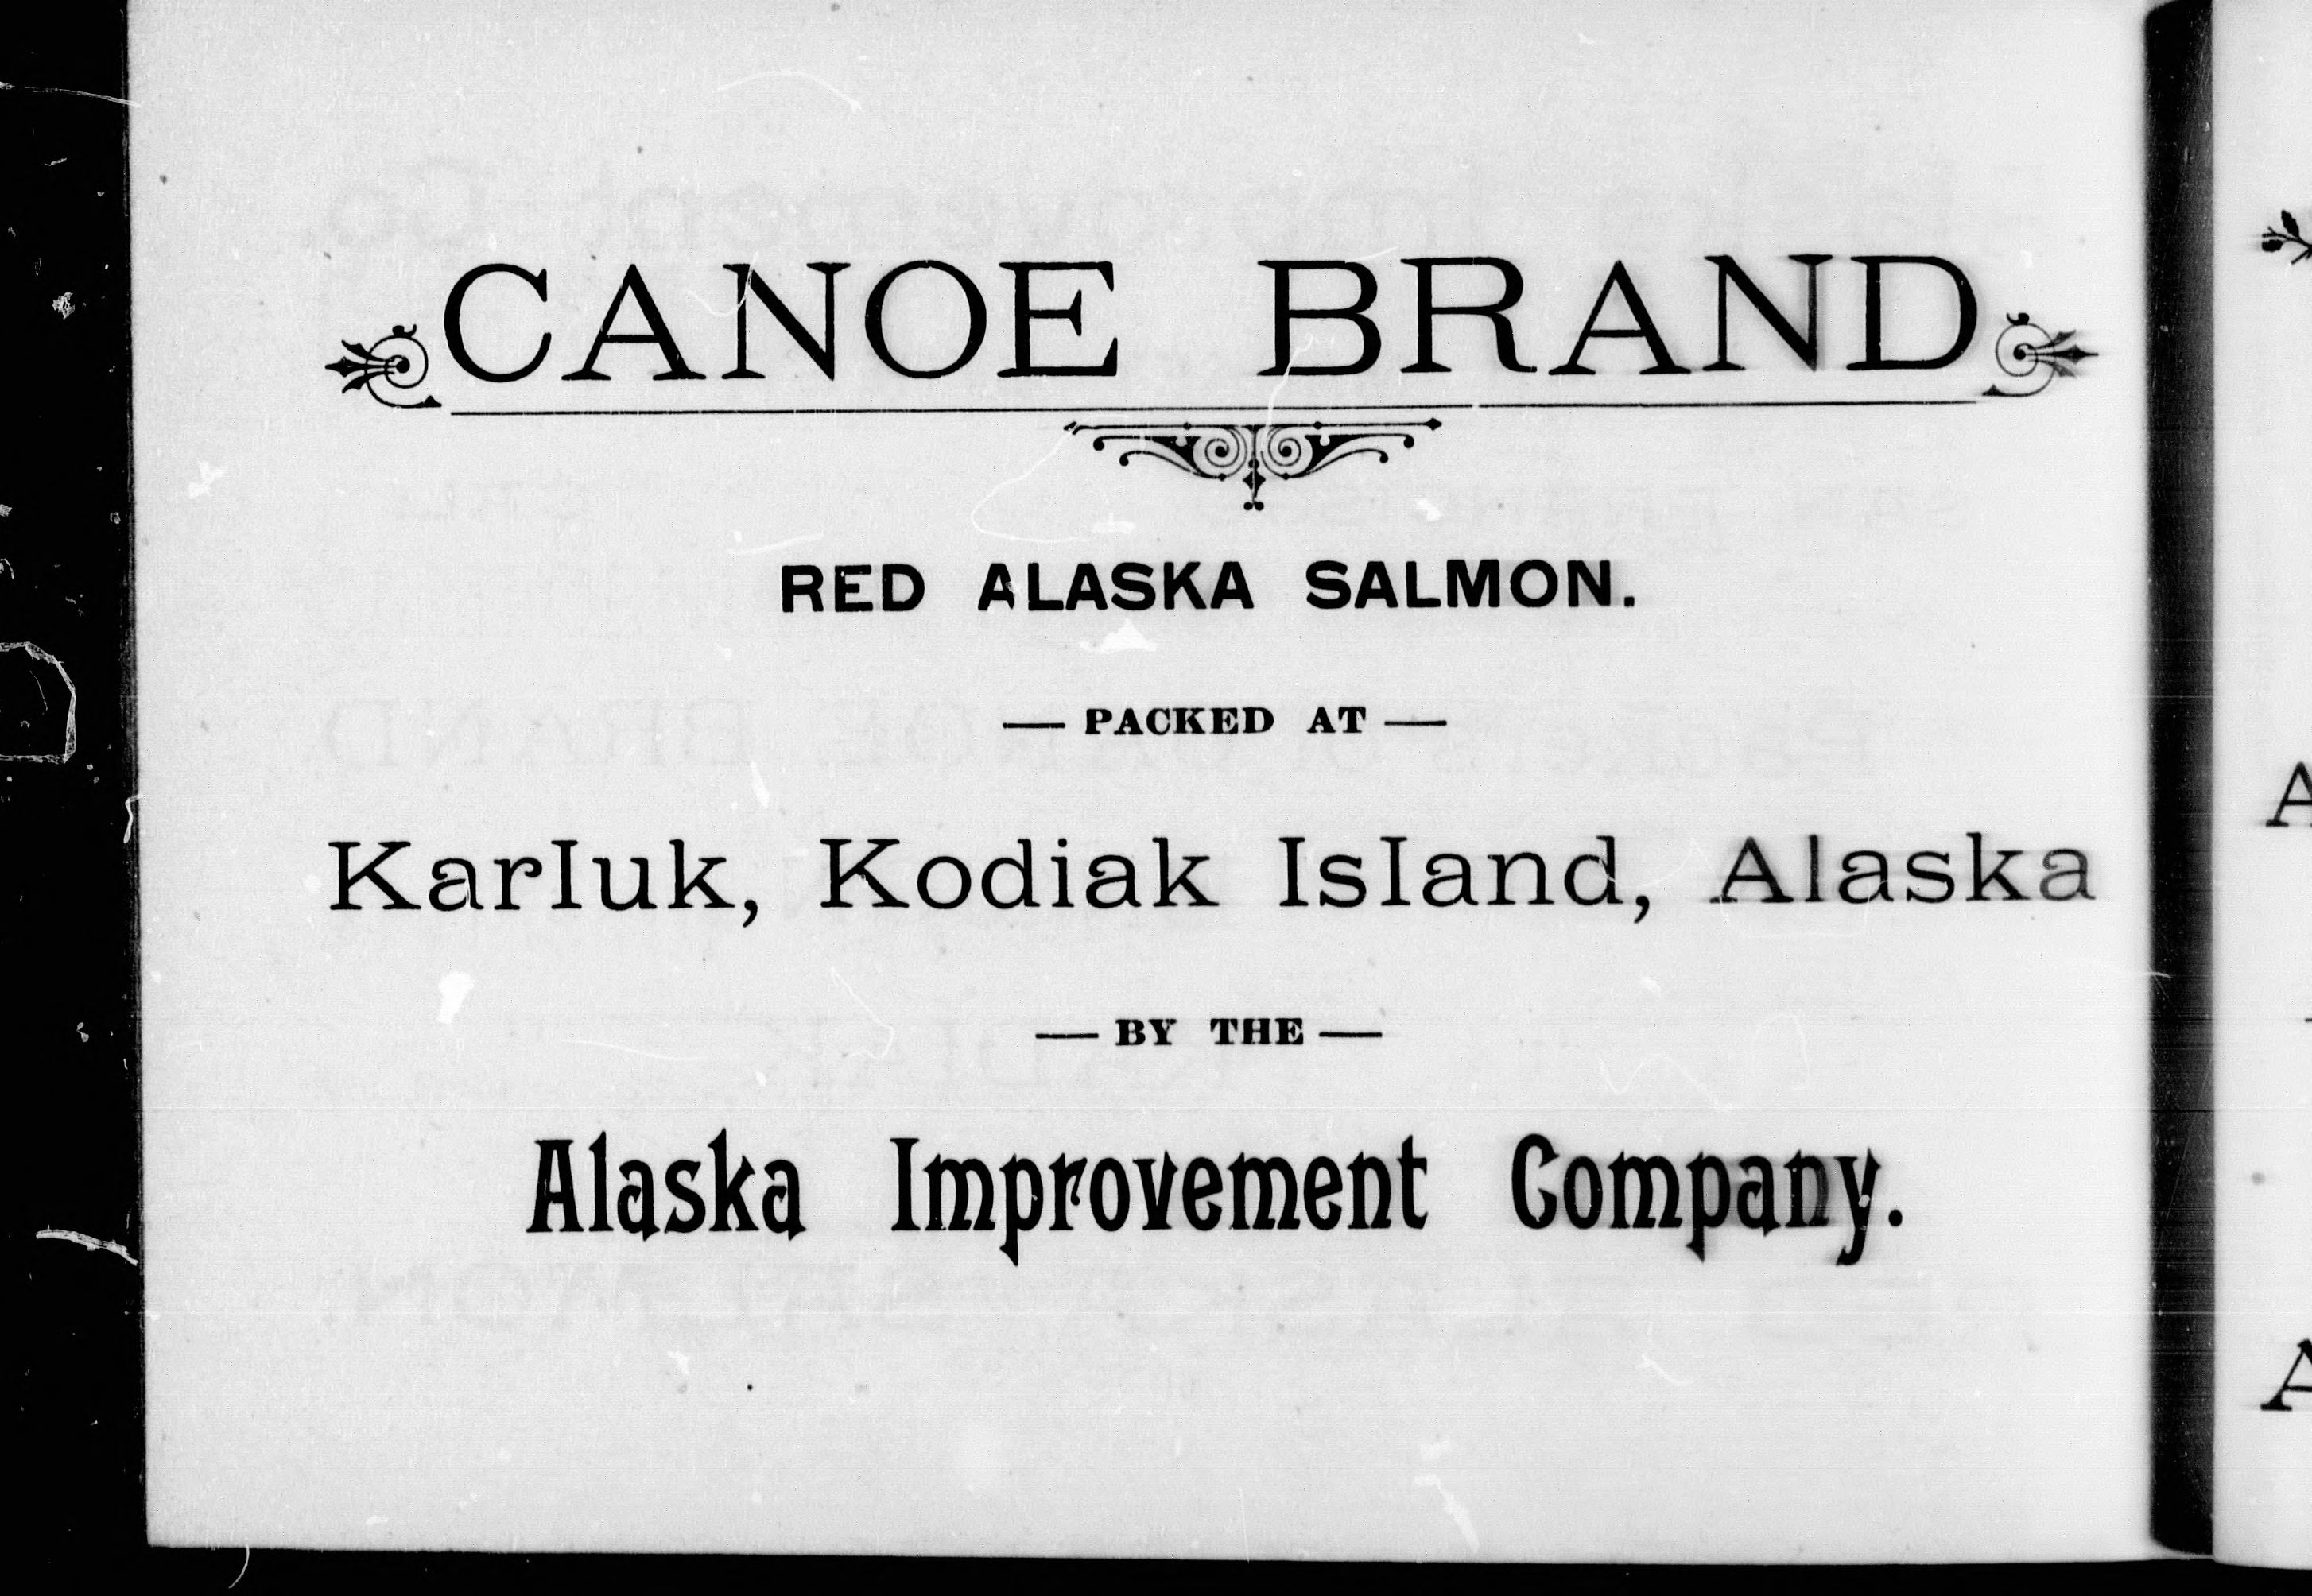 CANOE BRAND
RED ALASKA SALMON.
— PACKED AT —
Karluk, Kodiak Island, Alaska
— BY THE —
Alaska Improvement Company.